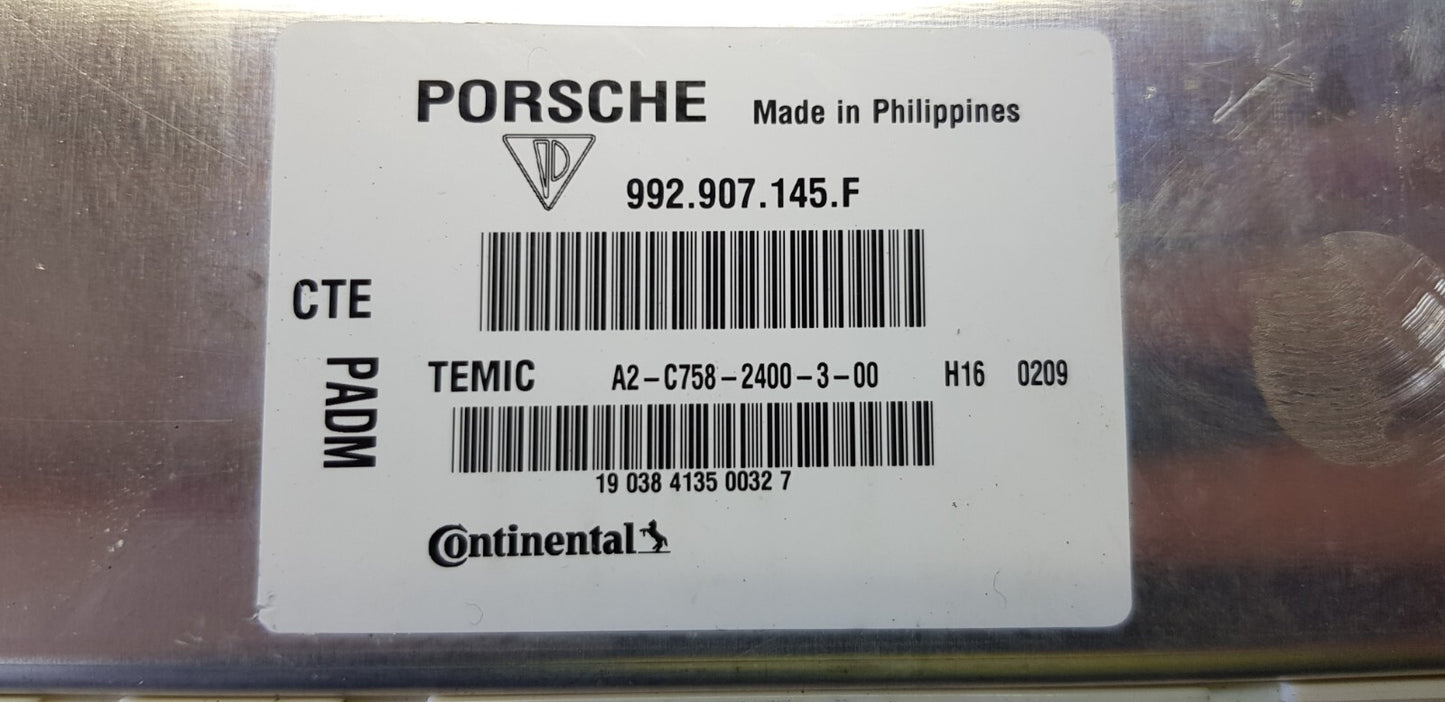 PORSCHE Made in Philippines
992.907.145.F
CTE
PADM
TEMIC A2-C758-2400-3-00 H16 0209
19 038 4135 0032 7
Continental